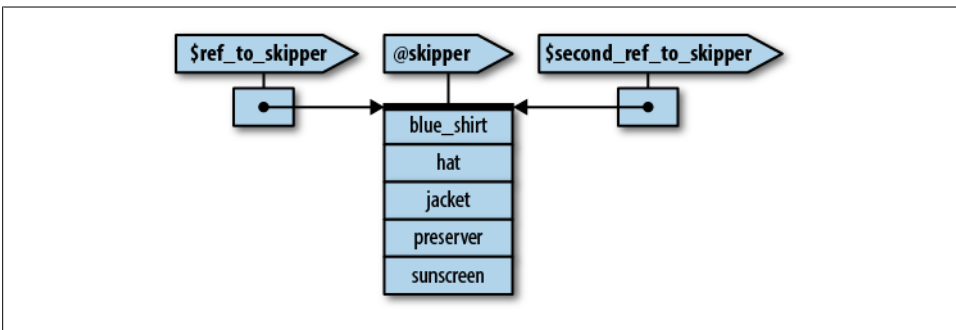 $ref_to_skipper
@skipper
$second_ref_to_skipper
blue_shirt
hat
jacket
preserver
sunscreen